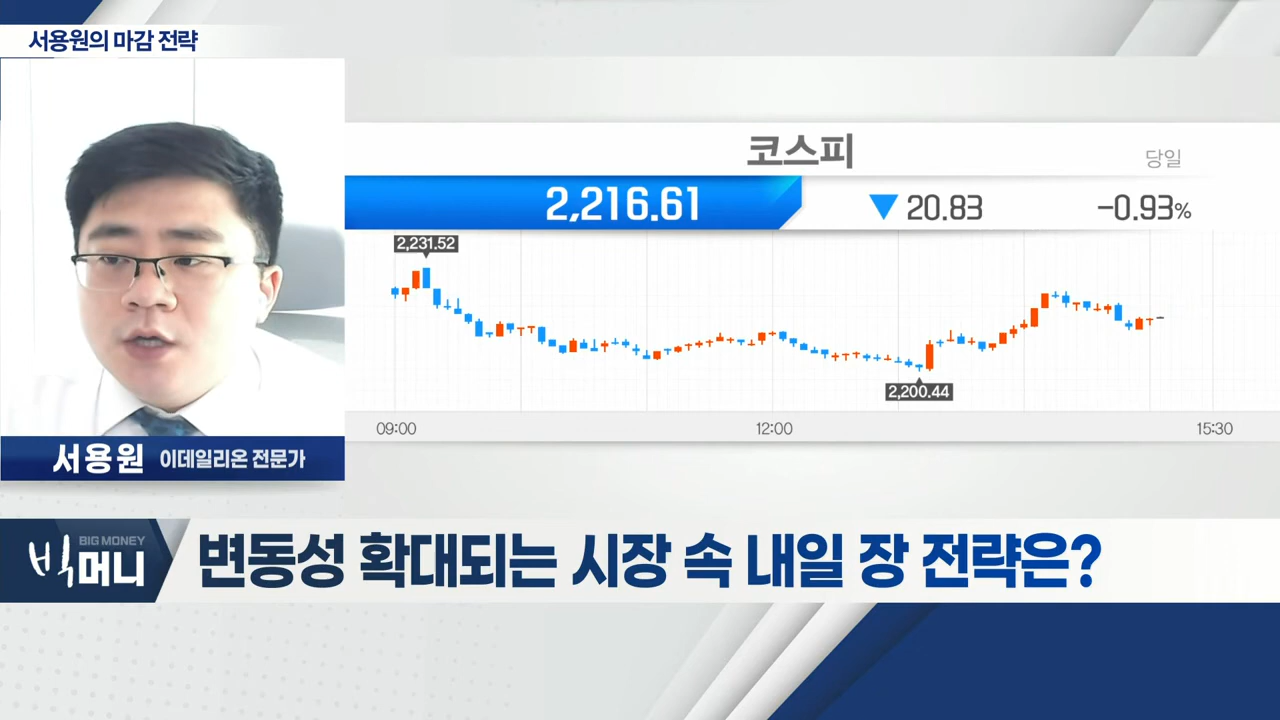 서용원의 마감 전략
코스피
당일
2,216.61
▼ 20.83
-0.93%
2,231.52
2,200.44
09:00
12:00
15:30
서용원 이데일리온 전문가
BIG MONEY
빅머니
변동성 확대되는 시장 속 내일 장 전략은?